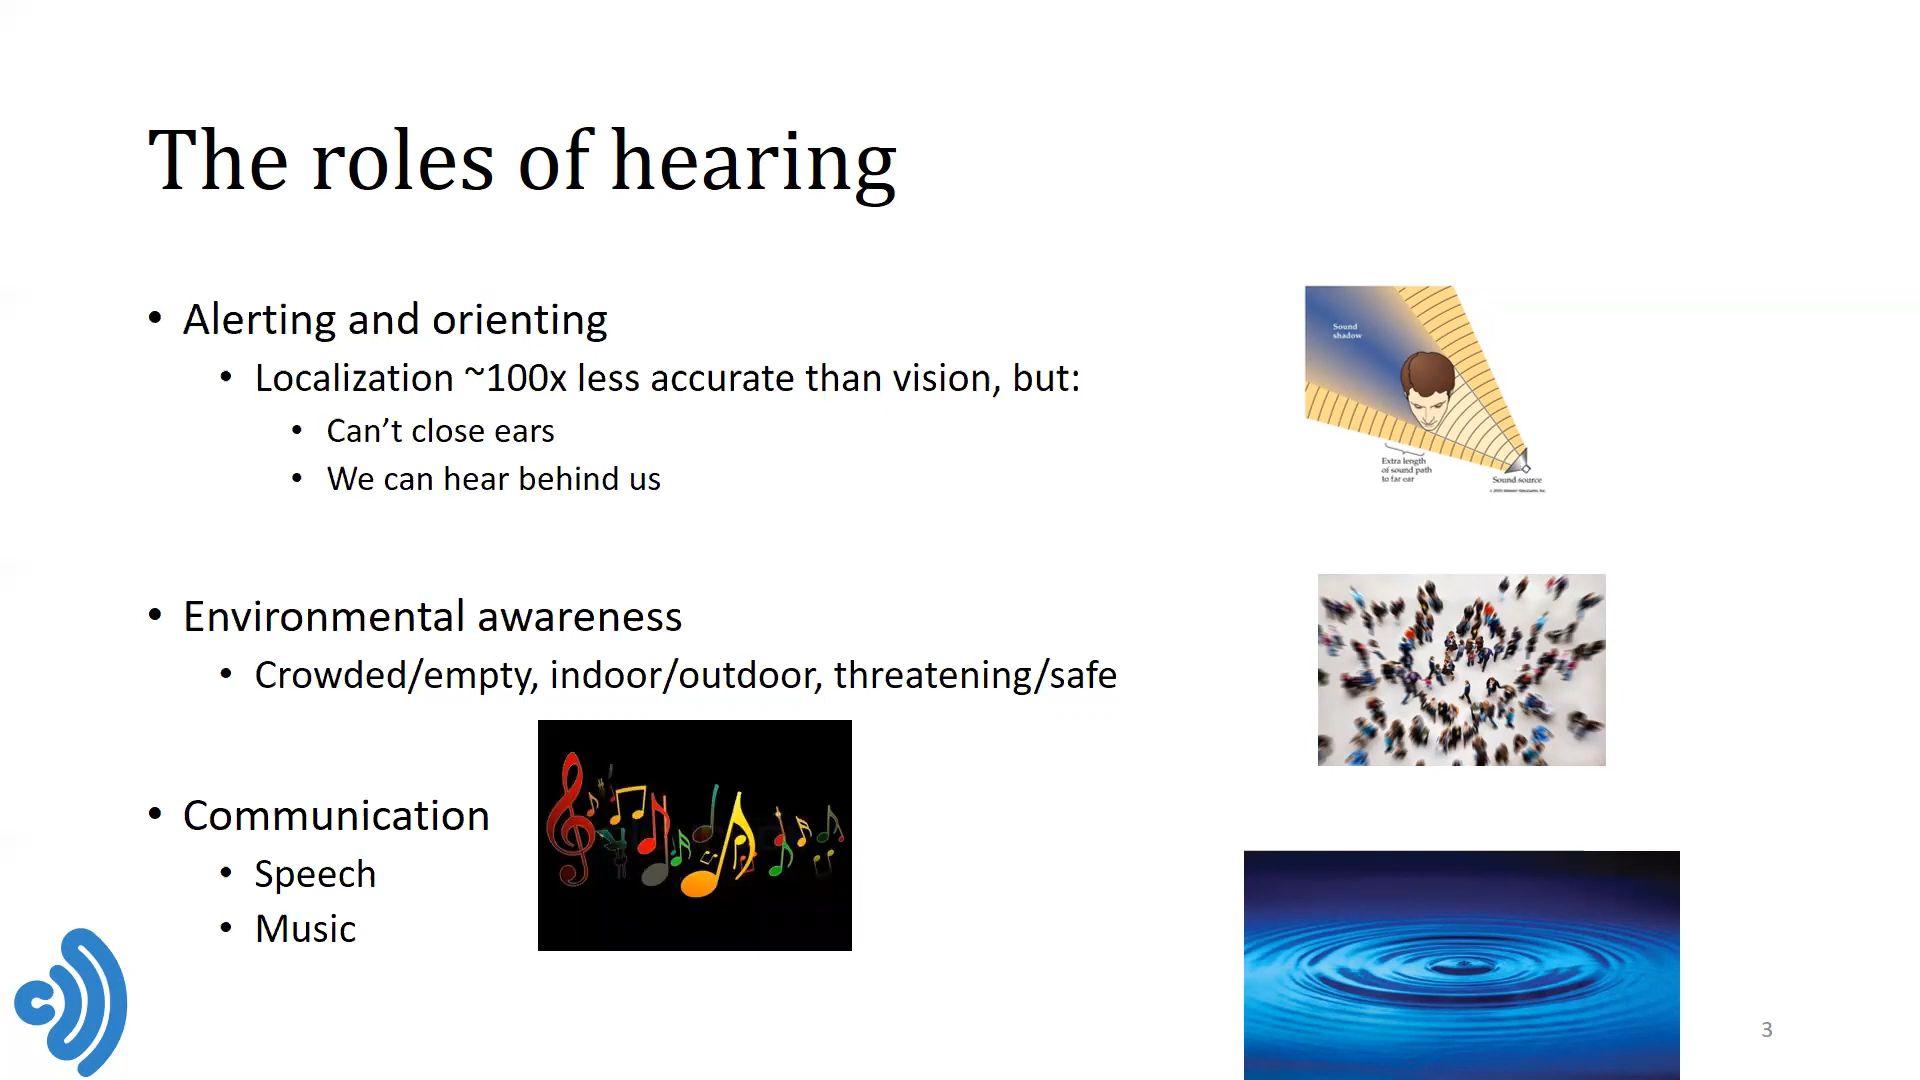 The roles of hearing
• Alerting and orienting
• Localization ~100x less accurate than vision, but:
• Can’t close ears
• We can hear behind us
Sound
shadow
Extra length
of sound path
to far ear
Sound source
• Environmental awareness
• Crowded/empty, indoor/outdoor, threatening/safe
• Communication
• Speech
• Music
3